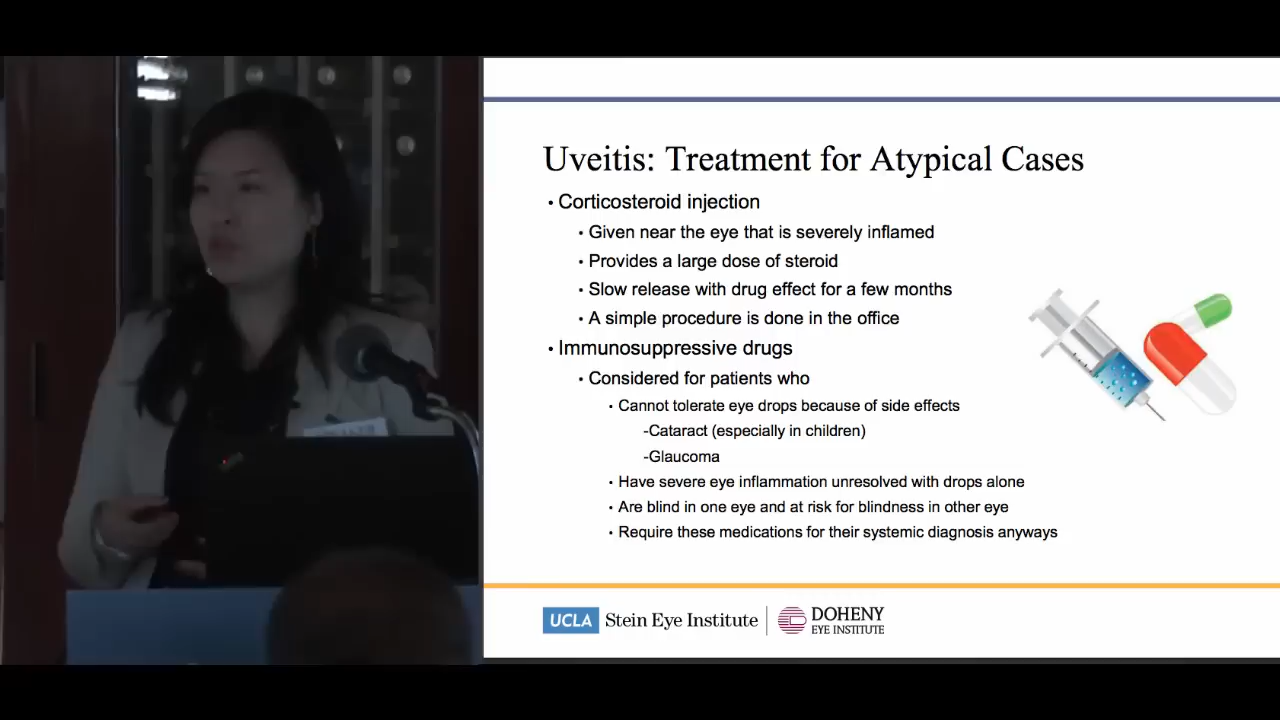 Uveitis: Treatment for Atypical Cases
• Corticosteroid injection
• Given near the eye that is severely inflamed
• Provides a large dose of steroid
• Slow release with drug effect for a few months
• A simple procedure is done in the office
• Immunosuppressive drugs
• Considered for patients who
• Cannot tolerate eye drops because of side effects
-Cataract (especially in children)
-Glaucoma
• Have severe eye inflammation unresolved with drops alone
• Are blind in one eye and at risk for blindness in other eye
• Require these medications for their systemic diagnosis anyways
UCLA Stein Eye Institute
DOHENY
EYE INSTITUTE